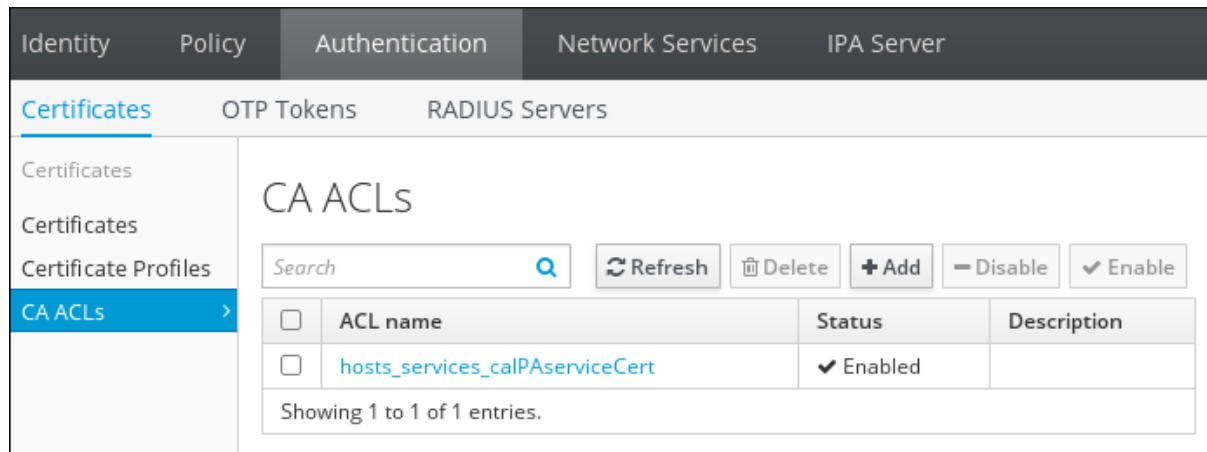 Identity Policy Authentication Network Services IPA Server
Certificates OTP Tokens RADIUS Servers
Certificates
Certificates
Certificate Profiles
CA ACLs
CA ACLs
Search Refresh Delete Add Disable Enable
ACL name Status Description
hosts_services_caIPAserviceCert Enabled
Showing 1 to 1 of 1 entries.